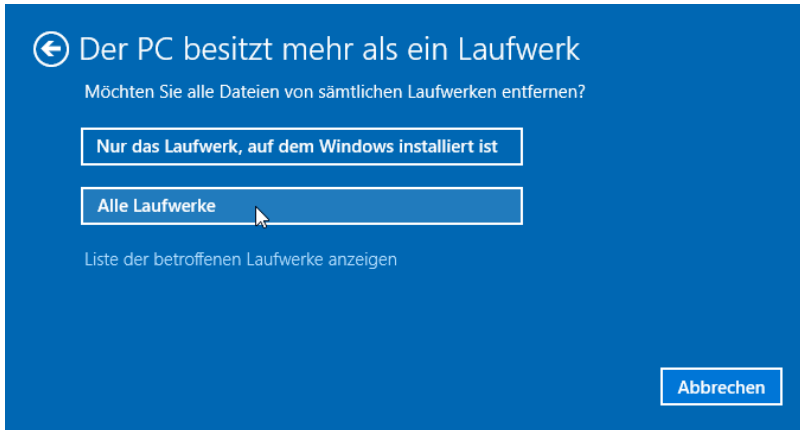 Der PC besitzt mehr als ein Laufwerk
Möchten Sie alle Dateien von sämtlichen Laufwerken entfernen?
Nur das Laufwerk, auf dem Windows installiert ist
Alle Laufwerke
Liste der betroffenen Laufwerke anzeigen
Abbrechen